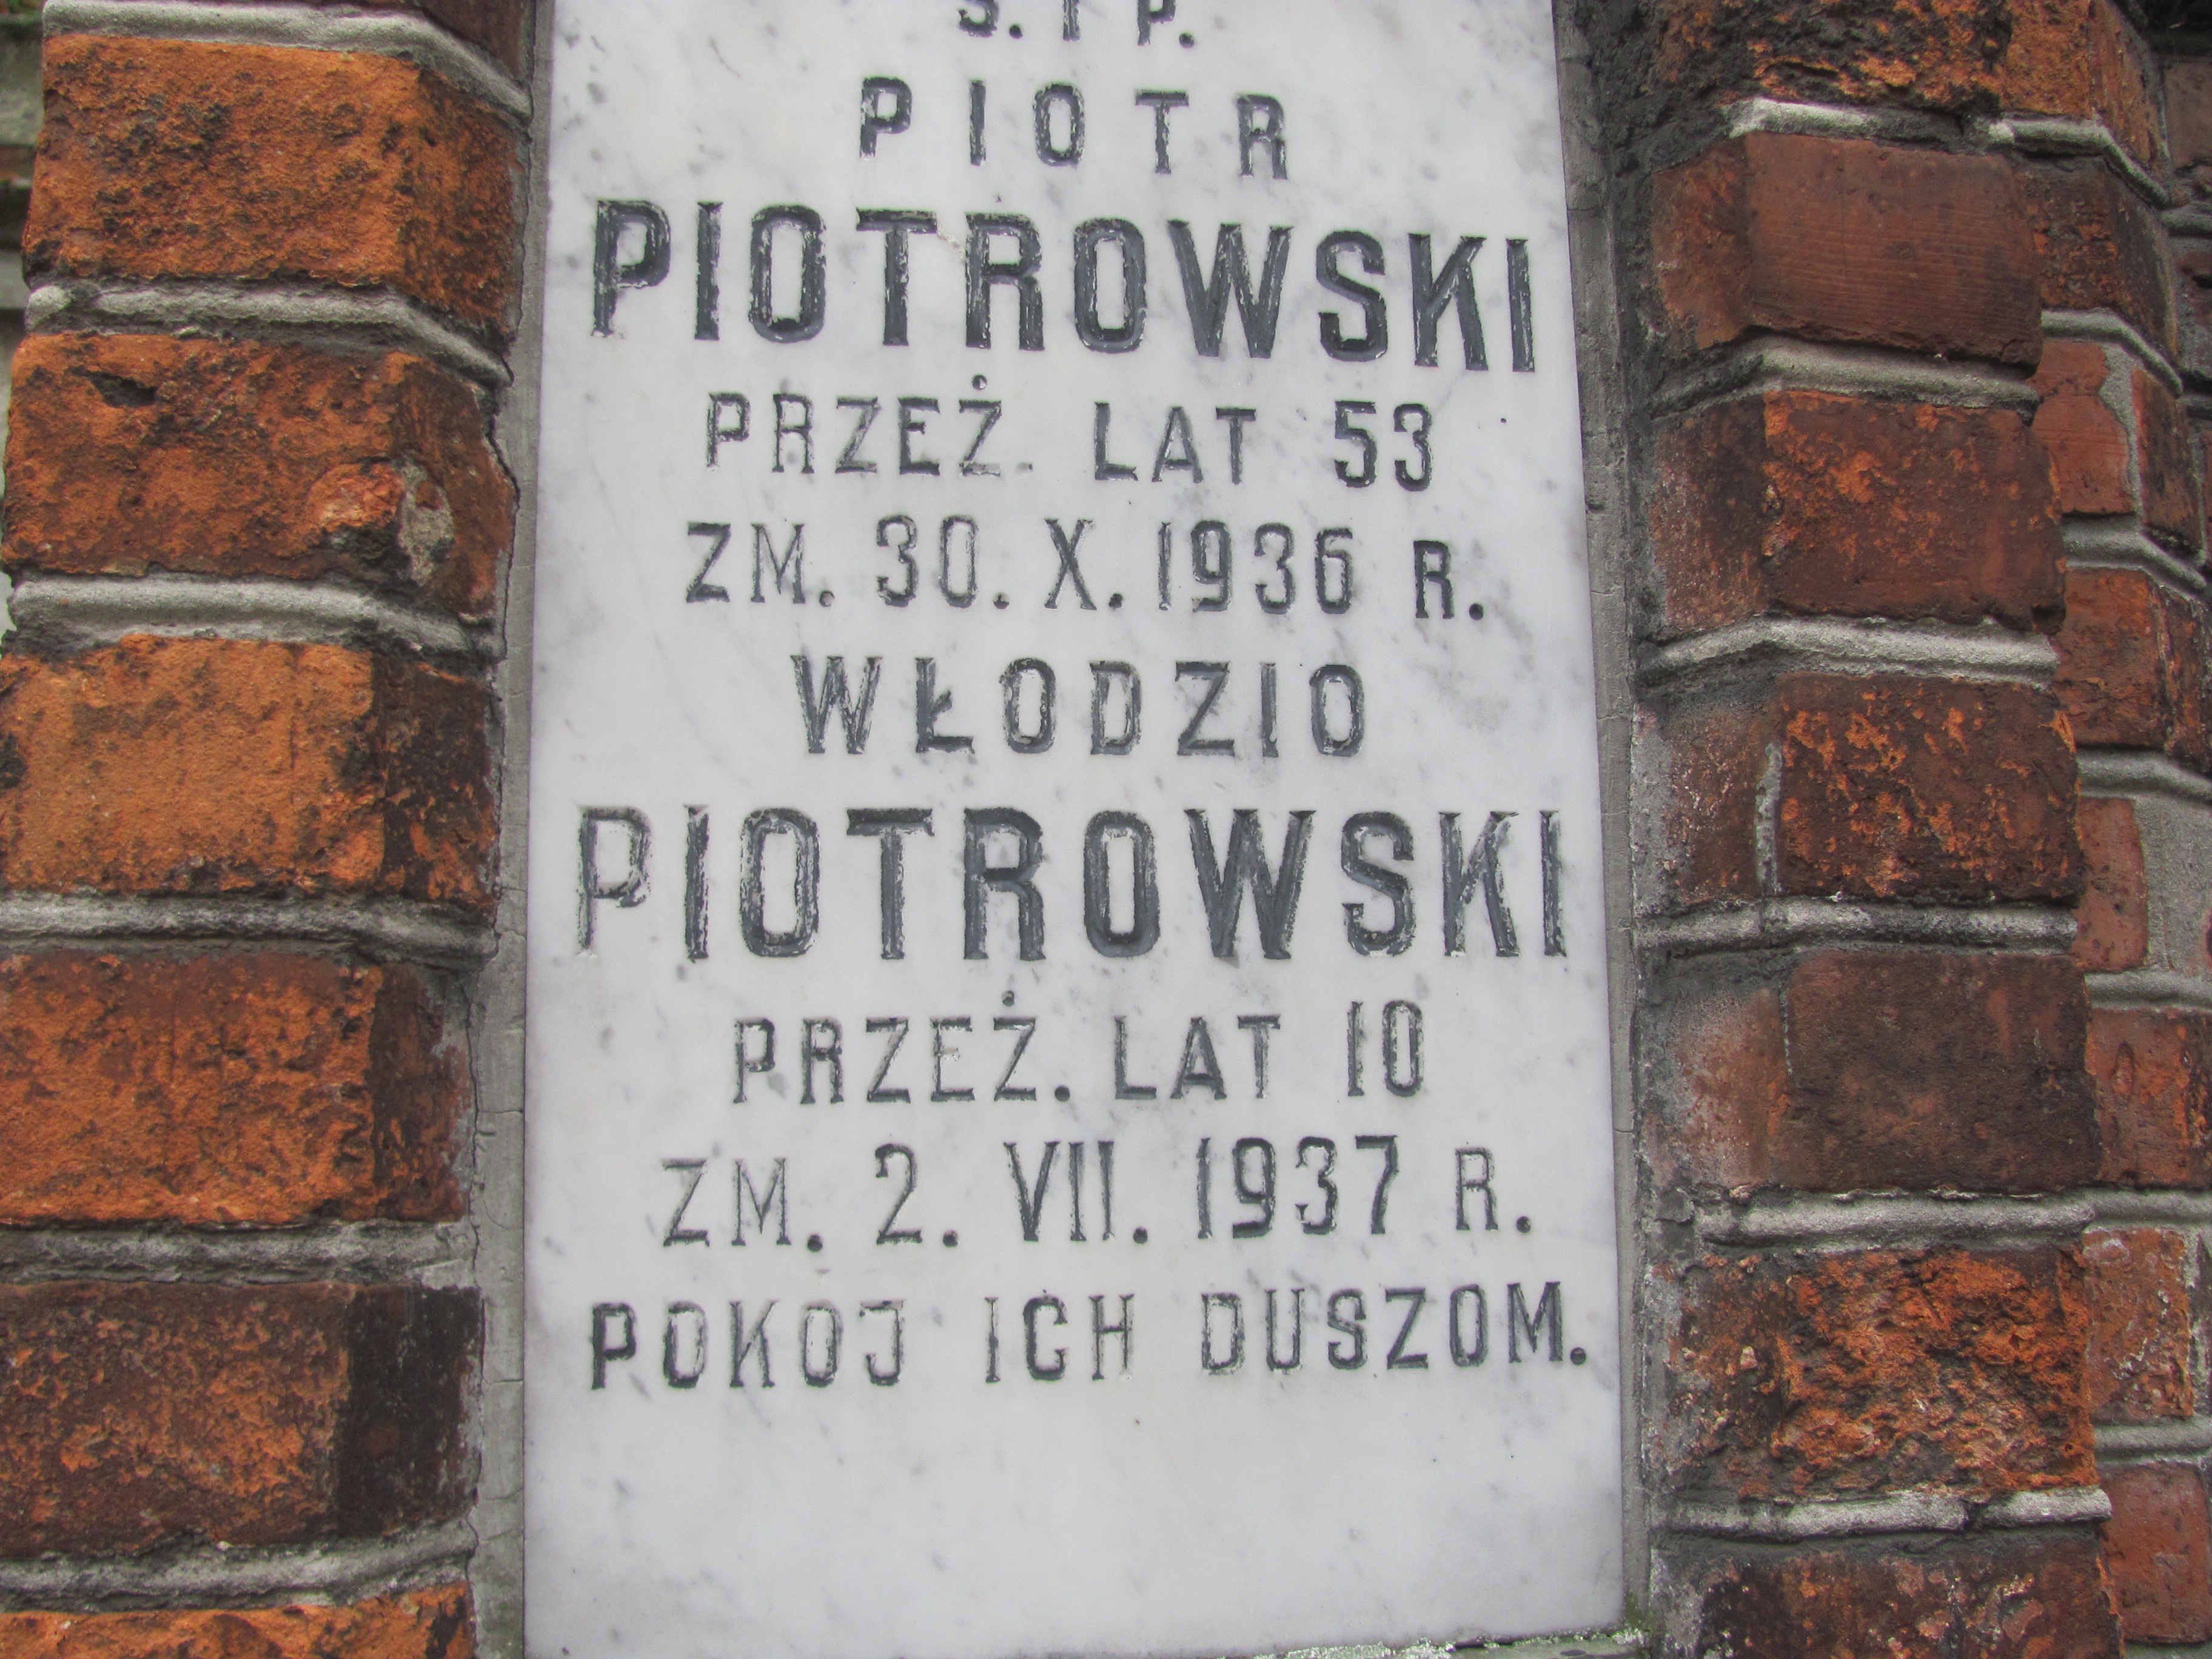 Ś. I P.
PIOTR
PIOTROWSKI
PRZEŻ. LAT 53
ZM. 30. X. 1936 R.
WŁODZIO
PIOTROWSKI
PRZEŻ. LAT 10
ZM. 2. VII. 1937 R.
POKOJ ICH DUSZOM.